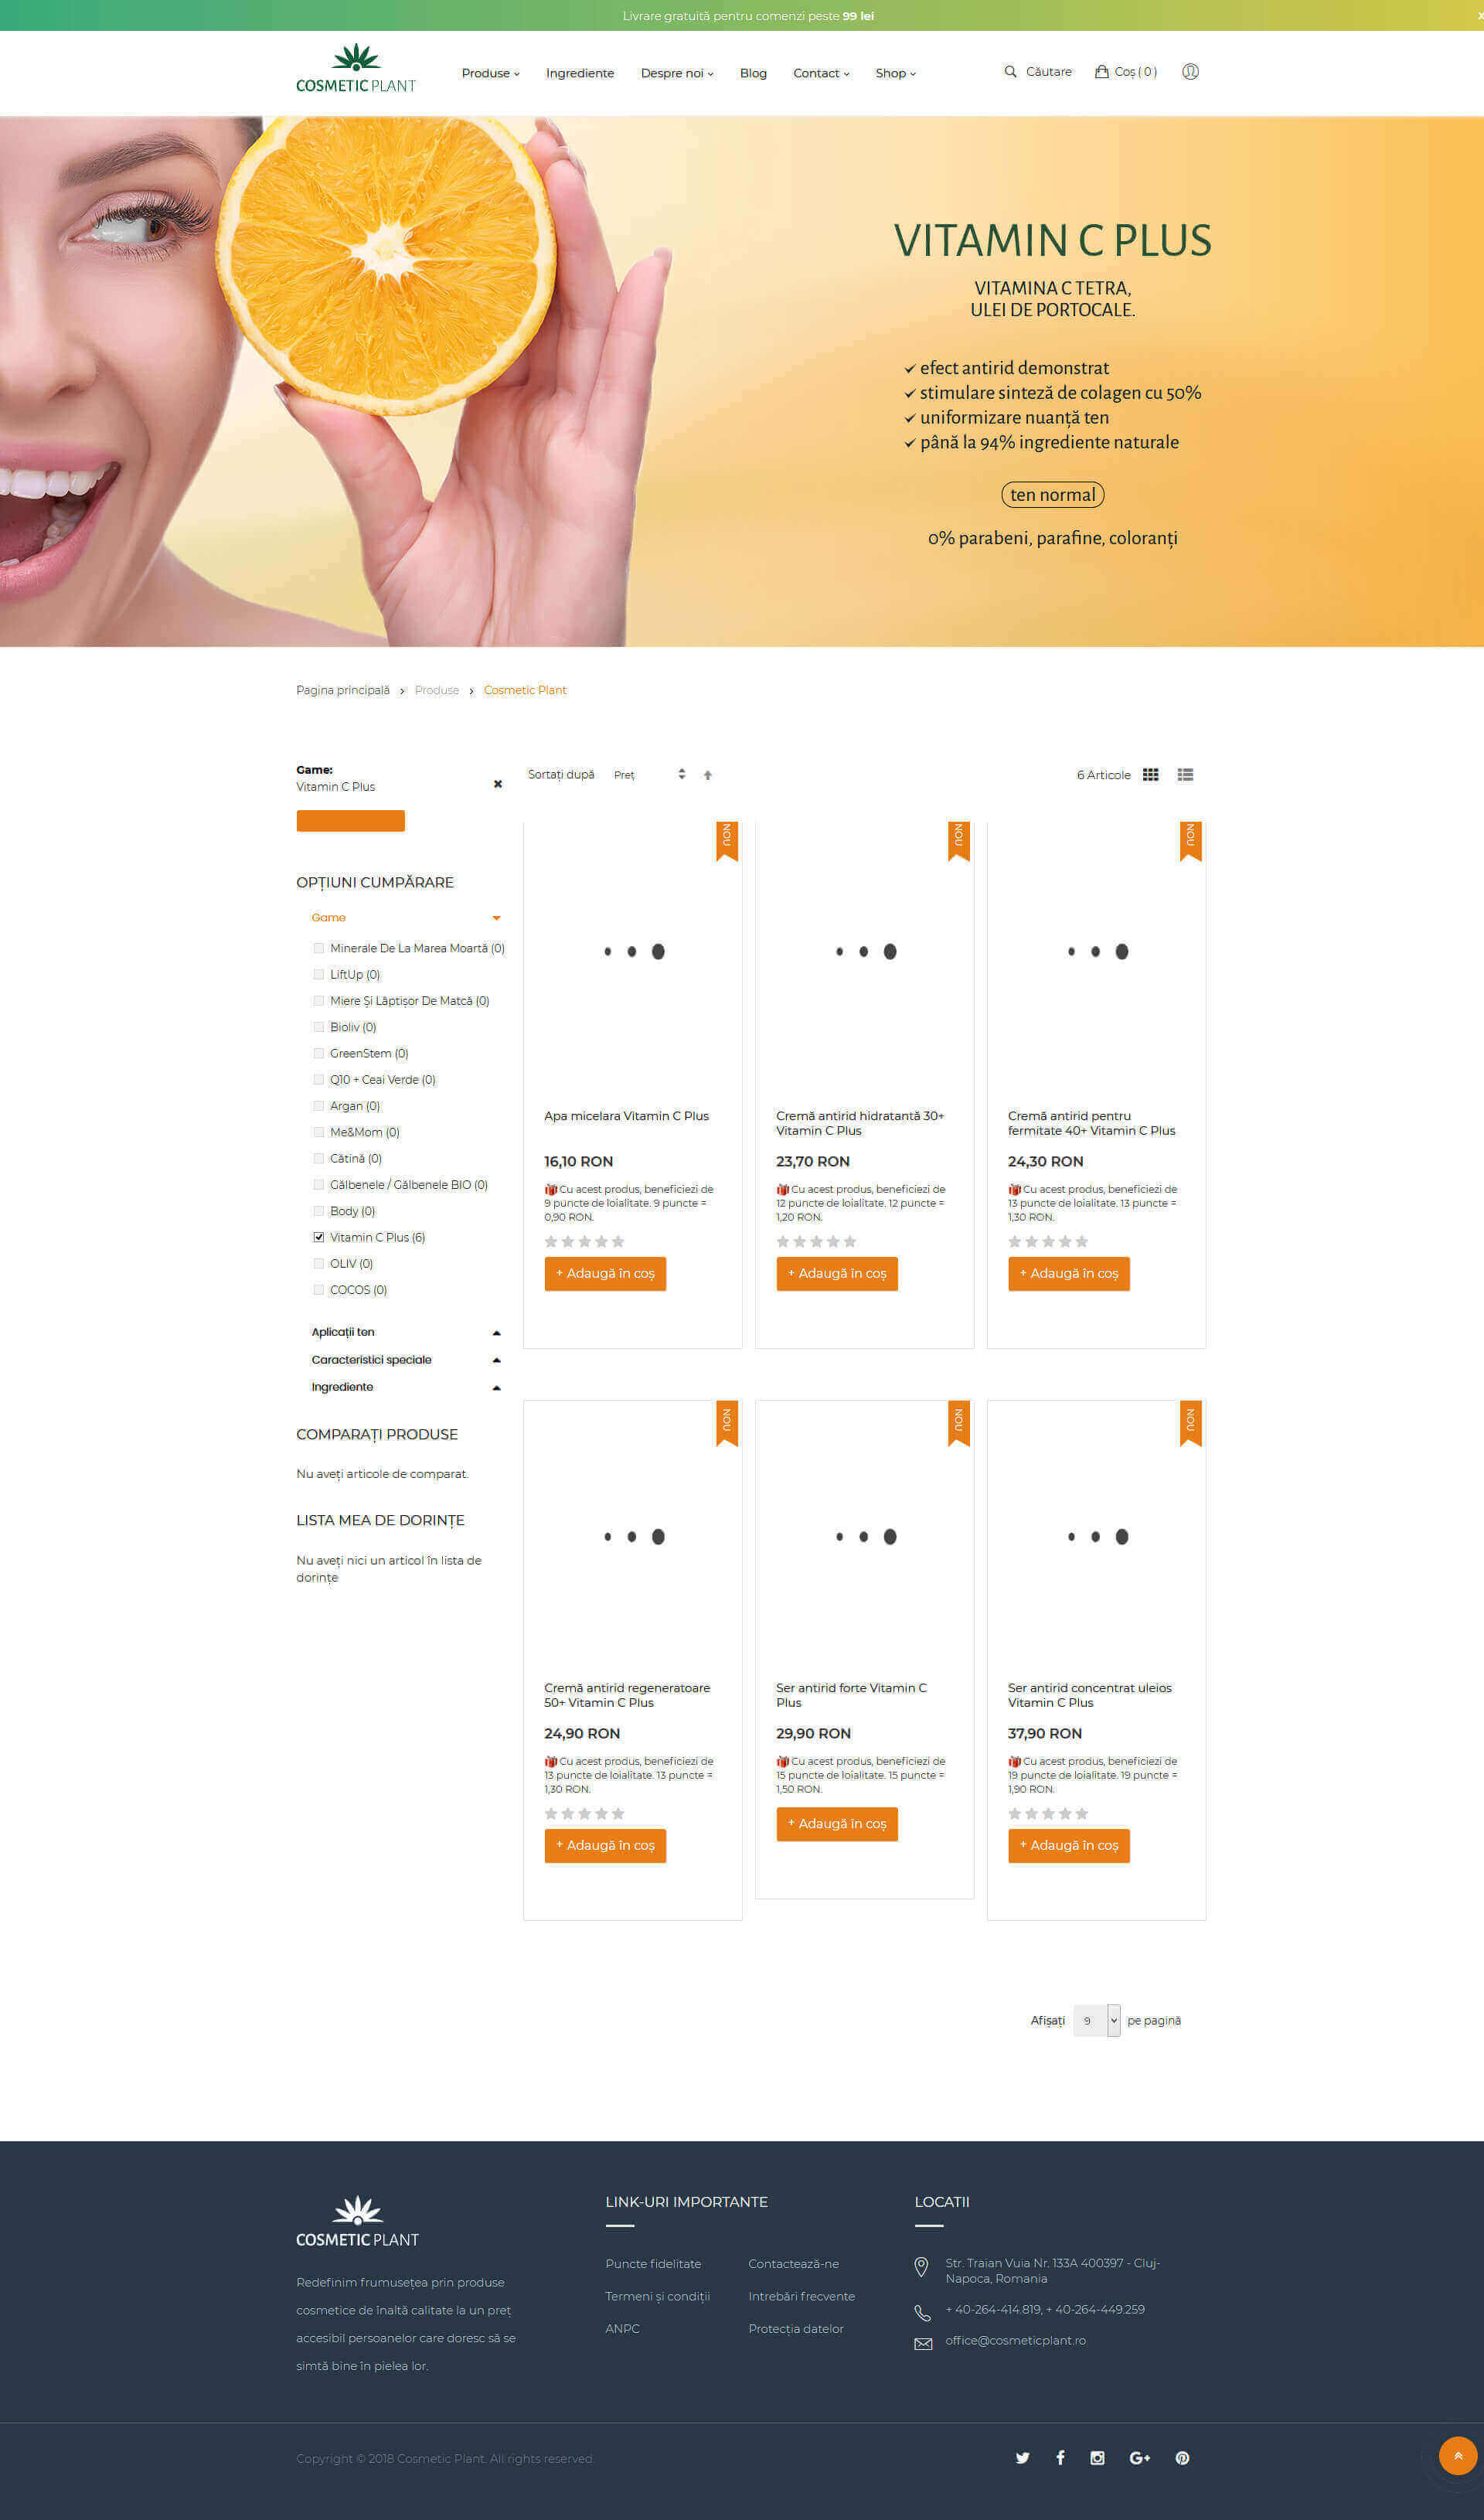 Livrare gratuită pentru comenzi peste 99 lei
x
COSMETIC PLANT
Produse
Ingrediente
Despre noi
Blog
Contact
Shop
Căutare
Coș ( 0 )
VITAMIN C PLUS
VITAMINA C TETRA,
ULEI DE PORTOCALE.
efect antirid demonstrat
stimulare sinteză de colagen cu 50%
uniformizare nuanță ten
până la 94% ingrediente naturale
ten normal
0% parabeni, parafine, coloranți
Pagina principală > Produse > Cosmetic Plant
Game:
Vitamin C Plus
Sortați după
Preț
6 Articole
OPȚIUNI CUMPĂRARE
Game
Minerale De La Marea Moartă (0)
LiftUp (0)
Miere Și Lăptișor De Matcă (0)
Bioliv (0)
GreenStem (0)
Q10 + Ceai Verde (0)
Argan (0)
Me&Mom (0)
Cătină (0)
Gălbenele / Gălbenele BIO (0)
Body (0)
Vitamin C Plus (6)
OLIV (0)
COCOS (0)
Aplicații ten
Caracteristici speciale
Ingrediente
COMPARAȚI PRODUSE
Nu aveți articole de comparat.
LISTA MEA DE DORINȚE
Nu aveți nici un articol în lista de
dorințe
NOU
Apa micelara Vitamin C Plus
16,10 RON
Cu acest produs, beneficiezi de
9 puncte de loialitate. 9 puncte =
0,90 RON.
+ Adaugă în coș
NOU
Cremă antirid hidratantă 30+
Vitamin C Plus
23,70 RON
Cu acest produs, beneficiezi de
12 puncte de loialitate. 12 puncte =
1,20 RON.
+ Adaugă în coș
NOU
Cremă antirid pentru
fermitate 40+ Vitamin C Plus
24,30 RON
Cu acest produs, beneficiezi de
13 puncte de loialitate. 13 puncte =
1,30 RON.
+ Adaugă în coș
NOU
Cremă antirid regeneratoare
50+ Vitamin C Plus
24,90 RON
Cu acest produs, beneficiezi de
13 puncte de loialitate. 13 puncte =
1,30 RON.
+ Adaugă în coș
NOU
Ser antirid forte Vitamin C
Plus
29,90 RON
Cu acest produs, beneficiezi de
15 puncte de loialitate. 15 puncte =
1,50 RON.
+ Adaugă în coș
NOU
Ser antirid concentrat uleios
Vitamin C Plus
37,90 RON
Cu acest produs, beneficiezi de
19 puncte de loialitate. 19 puncte =
1,90 RON.
+ Adaugă în coș
Afișați 9 pe pagină
COSMETIC PLANT
Redefinim frumusețea prin produse
cosmetice de înaltă calitate la un preț
accesibil persoanelor care doresc să se
simtă bine în pielea lor.
LINK-URI IMPORTANTE
Puncte fidelitate
Contactează-ne
Termeni și condiții
Intrebări frecvente
ANPC
Protecția datelor
LOCATII
Str. Traian Vuia Nr. 133A 400397 - Cluj-
Napoca, Romania
+ 40-264-414.819, + 40-264-449.259
office@cosmeticplant.ro
Copyright © 2018 Cosmetic Plant. All rights reserved.